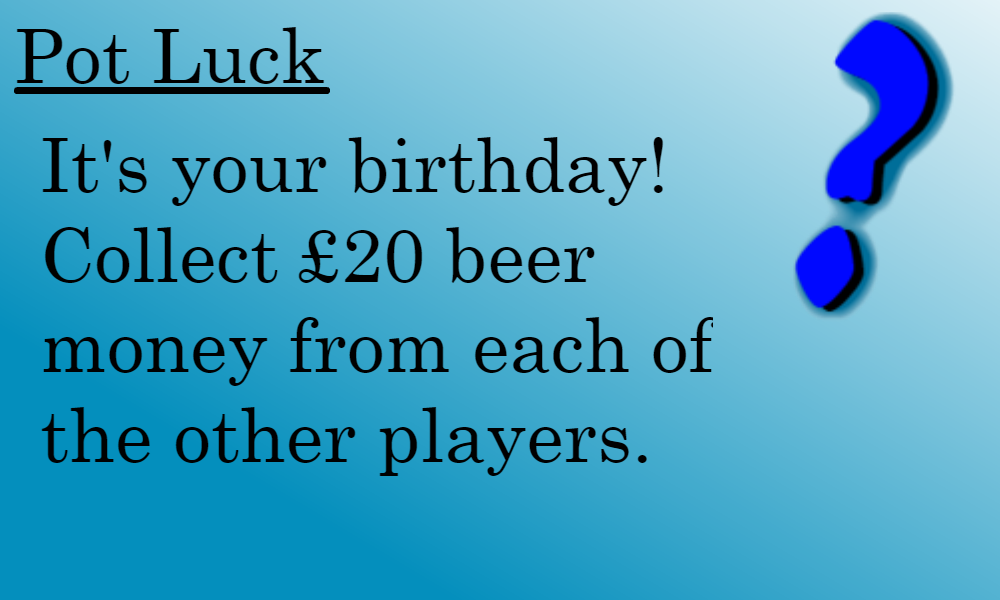 Pot Luck
It's your birthday!
Collect £20 beer
money from each of
the other players.